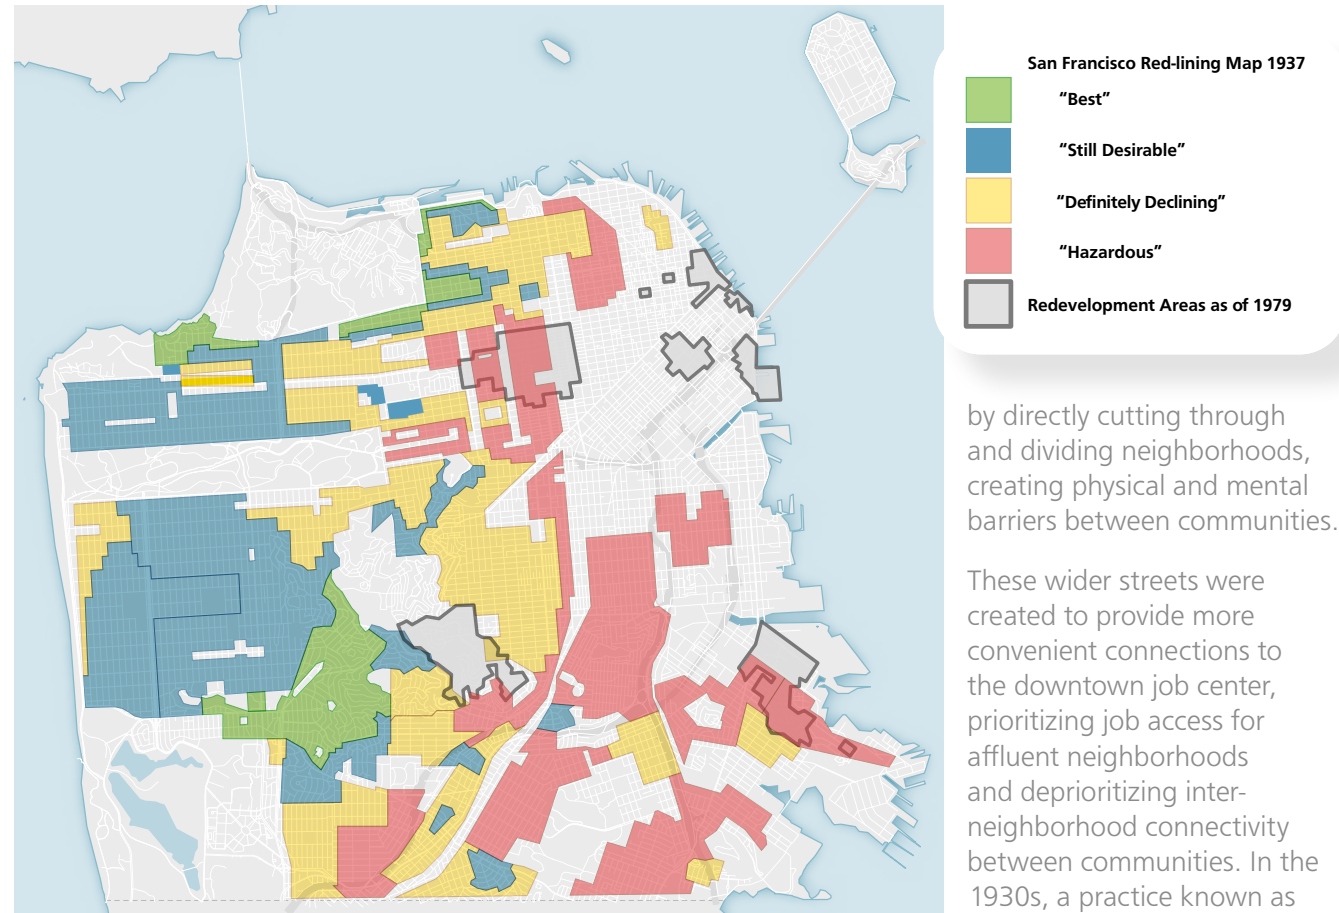 San Francisco Red-lining Map 1937
“Best”
“Still Desirable”
“Definitely Declining”
“Hazardous”
Redevelopment Areas as of 1979
by directly cutting through
and dividing neighborhoods,
creating physical and mental
barriers between communities.
These wider streets were
created to provide more
convenient connections to
the downtown job center,
prioritizing job access for
affluent neighborhoods
and deprioritizing inter-
neighborhood connectivity
between communities. In the
1930s, a practice known as